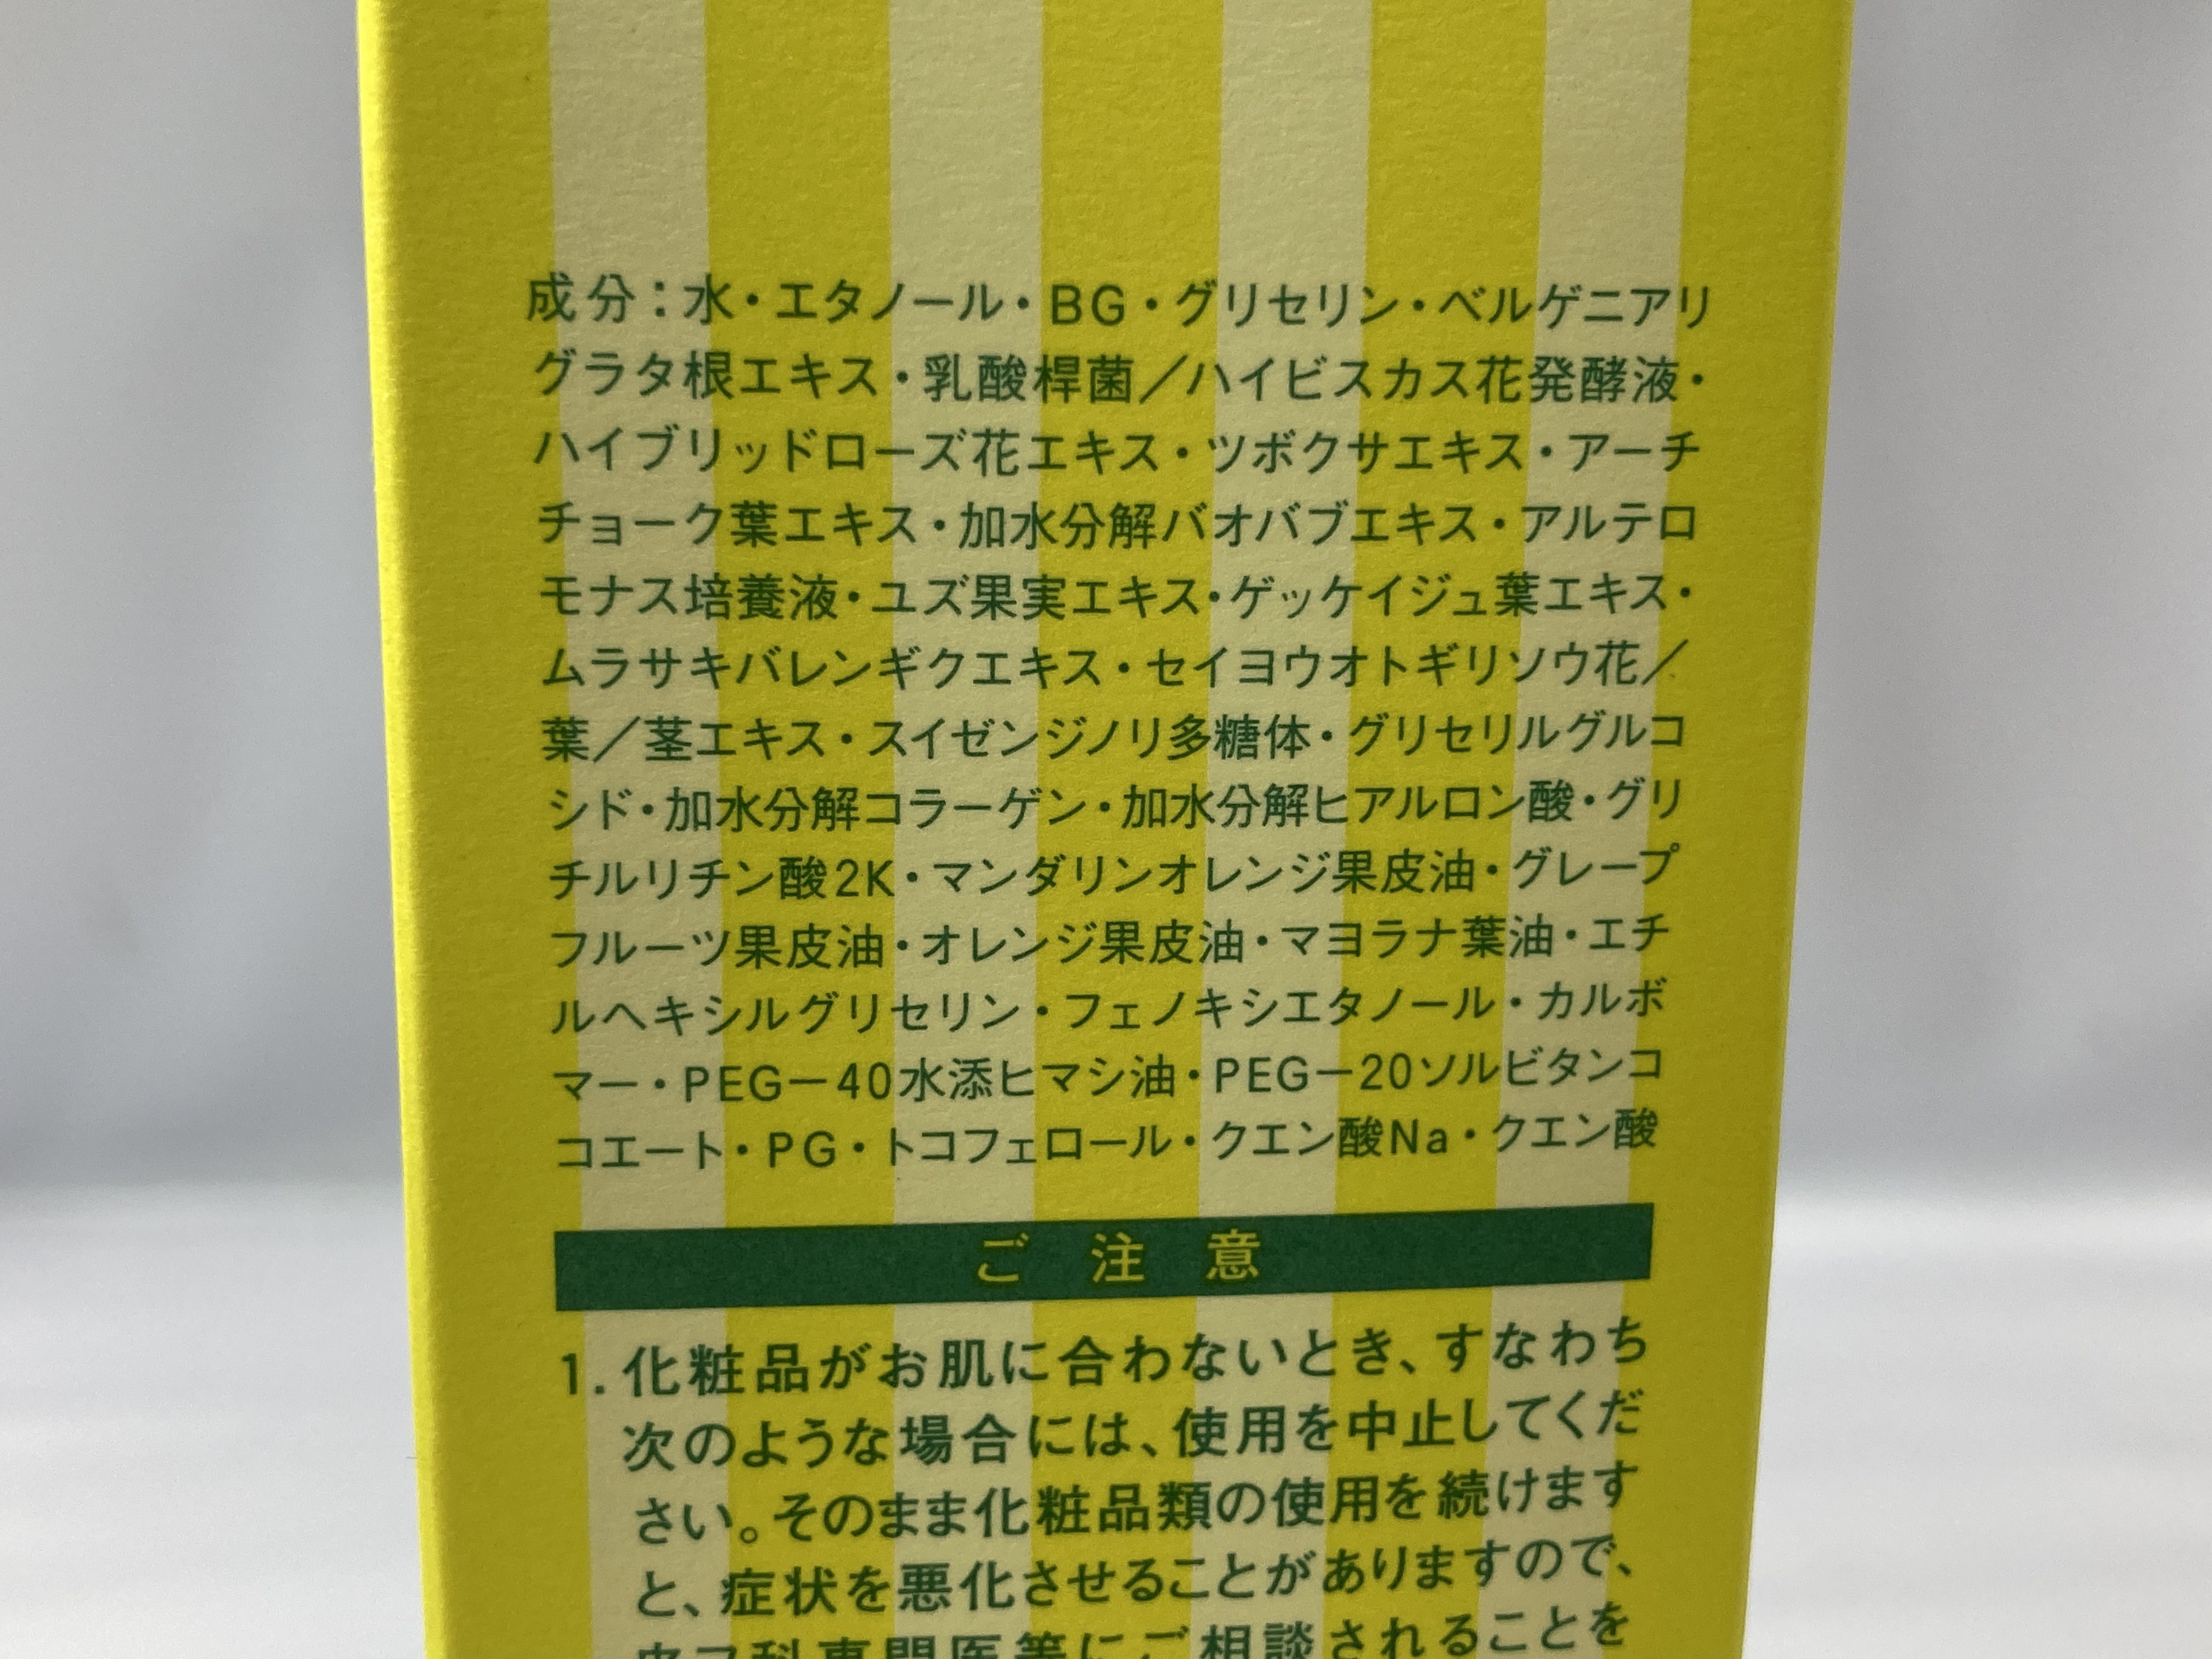 成分：水・エタノール・BG・グリセリン・ベルゲニアリ
グラタ根エキス・乳酸桿菌／ハイビスカス花発酵液・
ハイブリッドローズ花エキス・ツボクサエキス・アーチ
チョーク葉エキス・加水分解バオバブエキス・アルテロ
モナス培養液・ユズ果実エキス・ゲッケイジュ葉エキス・
ムラサキバレンギクエキス・セイヨウオトギリソウ花／
葉／茎エキス・スイゼンジノリ多糖体・グリセリルグルコ
シド・加水分解コラーゲン・加水分解ヒアルロン酸・グリ
チルリチン酸2K・マンダリンオレンジ果皮油・グレープ
フルーツ果皮油・オレンジ果皮油・マヨラナ葉油・エチ
ルヘキシルグリセリン・フェノキシエタノール・カルボ
マー・PEG－40水添ヒマシ油・PEG－20ソルビタンコ
コエート・PG・トコフェロール・クエン酸Na・クエン酸
ご注意
1. 化粧品がお肌に合わないとき、すなわち
次のような場合には、使用を中止してくだ
さい。そのまま化粧品類の使用を続けます
と、症状を悪化させることがありますので、
皮フ科専門医等にご相談されることを